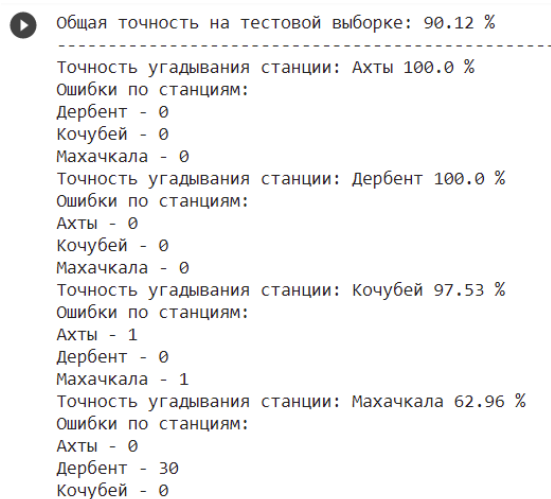 Общая точность на тестовой выборке: 90.12 %
------------------------------------------------
Точность угадывания станции: Ахты 100.0 %
Ошибки по станциям:
Дербент - 0
Кочубей - 0
Махачкала - 0
Точность угадывания станции: Дербент 100.0 %
Ошибки по станциям:
Ахты - 0
Кочубей - 0
Махачкала - 0
Точность угадывания станции: Кочубей 97.53 %
Ошибки по станциям:
Ахты - 1
Дербент - 0
Махачкала - 1
Точность угадывания станции: Махачкала 62.96 %
Ошибки по станциям:
Ахты - 0
Дербент - 30
Кочубей - 0